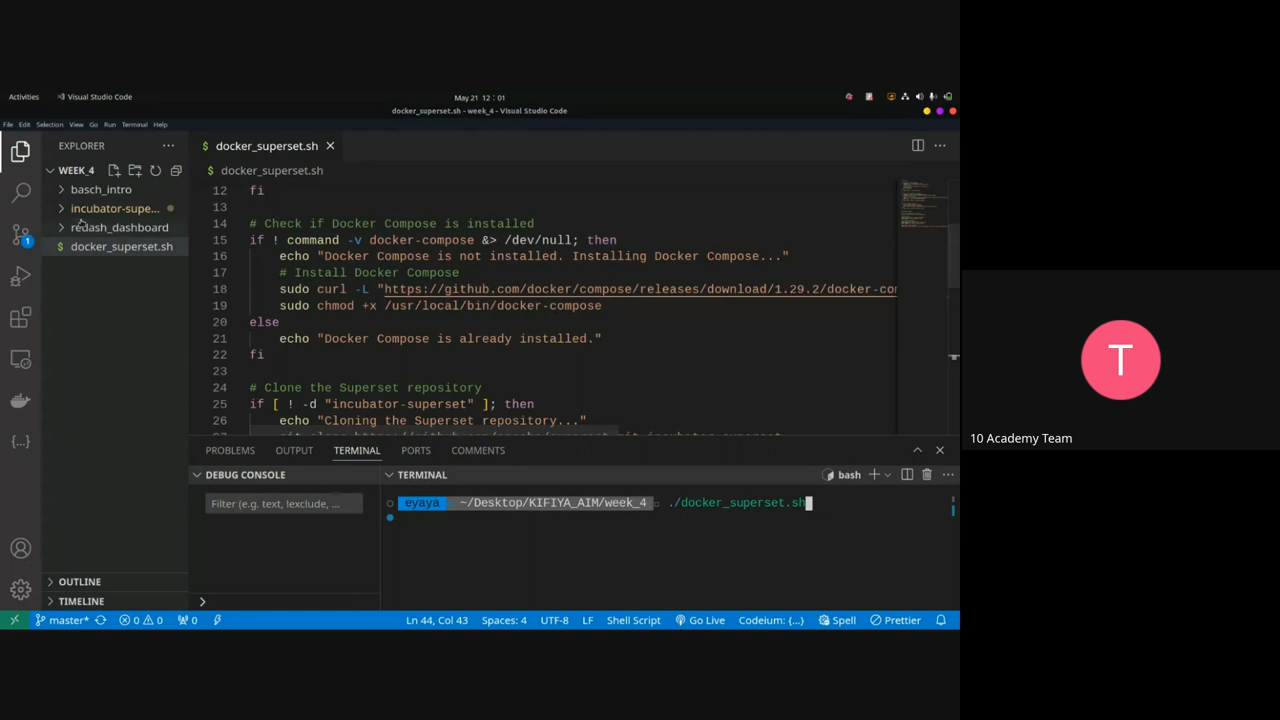 Activities
Visual Studio Code
May 21 12:01
docker_superset.sh - week_4 - Visual Studio Code
File Edit Selection View Go Run Terminal Help
EXPLORER
WEEK_4
basch_intro
incubator-supe...
redash_dashboard
docker_superset.sh
OUTLINE
TIMELINE
1
docker_superset.sh
$ docker_superset.sh
12 fi
13
14 # Check if Docker Compose is installed
15 if ! command -v docker-compose &> /dev/null; then
16 echo "Docker Compose is not installed. Installing Docker Compose..."
17 # Install Docker Compose
18 sudo curl -L "https://github.com/docker/compose/releases/download/1.29.2/docker-co
19 sudo chmod +x /usr/local/bin/docker-compose
20 else
21 echo "Docker Compose is already installed."
22 fi
23
24 # Clone the Superset repository
25 if [ ! -d "incubator-superset" ]; then
26 echo "Cloning the Superset repository..."
PROBLEMS OUTPUT TERMINAL PORTS COMMENTS
DEBUG CONSOLE
Filter (e.g. text, !exclude, ...
TERMINAL
bash
eyaya ~/Desktop/KIFIYA_AIM/week_4 ./docker_superset.sh
master* 0 0 0
Ln 44, Col 43 Spaces: 4 UTF-8 LF Shell Script Go Live Codeium: {...} Spell Prettier
T
10 Academy Team